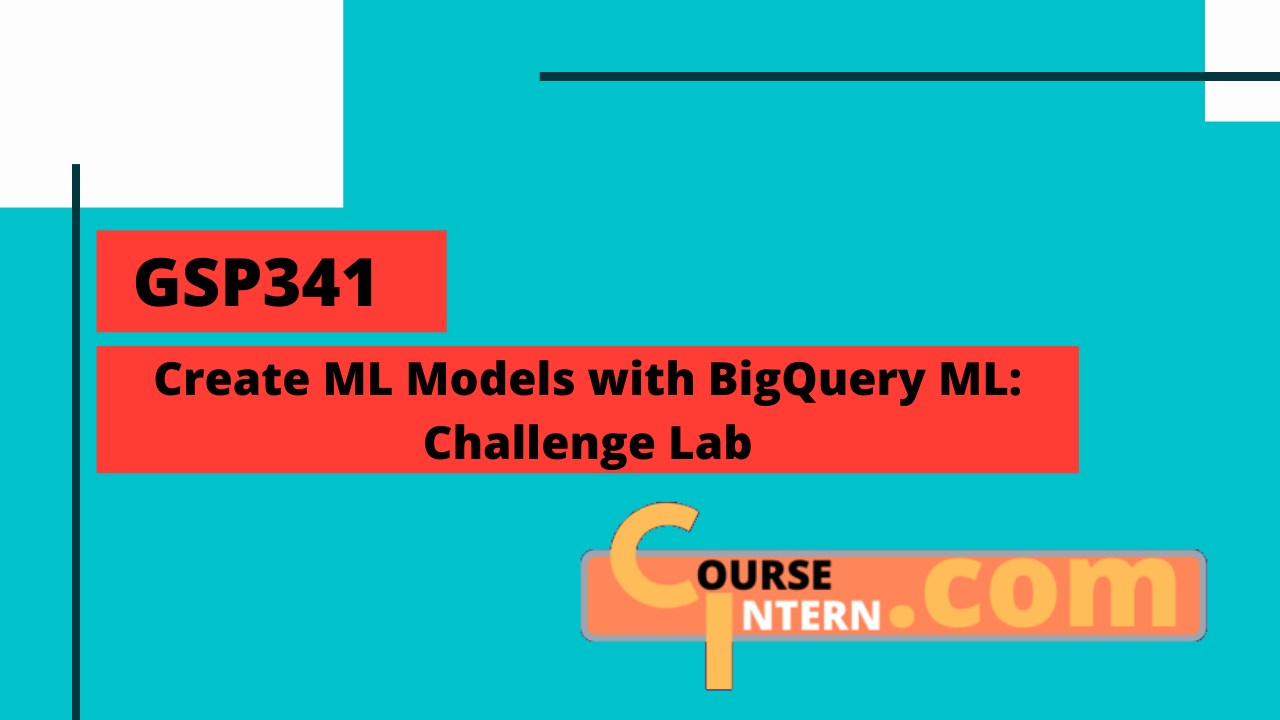 GSP341
Create ML Models with BigQuery ML:
Challenge Lab
COURSE
INTERN.com